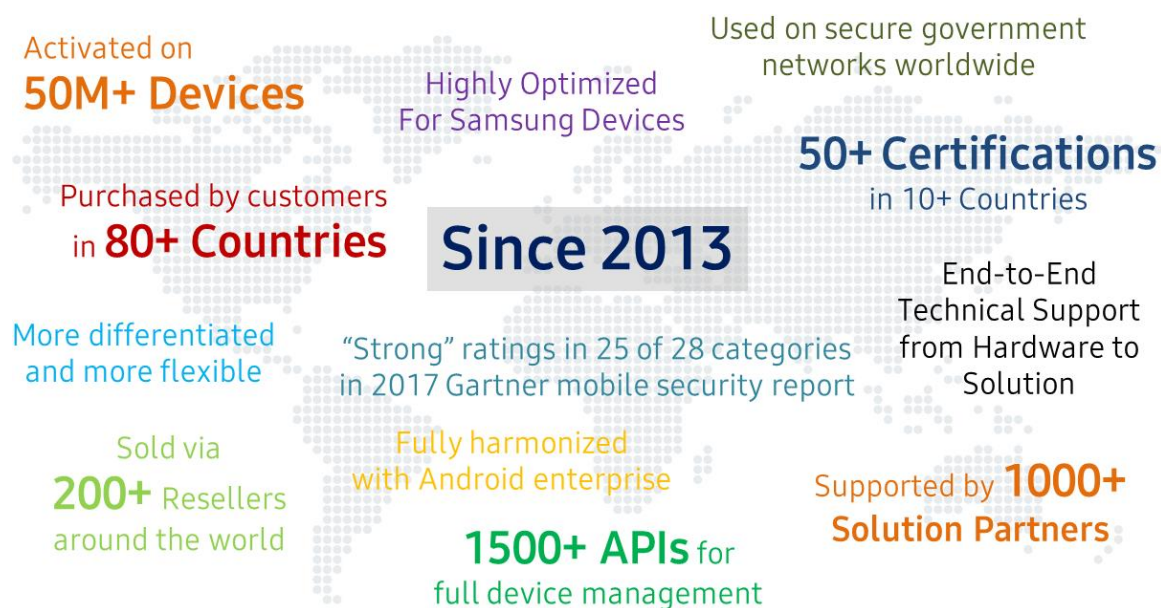 Activated on
50M+ Devices
Highly Optimized
For Samsung Devices
Used on secure government
networks worldwide
50+ Certifications
in 10+ Countries
Purchased by customers
in 80+ Countries
Since 2013
End-to-End
Technical Support
from Hardware to
Solution
More differentiated
and more flexible
“Strong” ratings in 25 of 28 categories
in 2017 Gartner mobile security report
Sold via
200+ Resellers
around the world
Fully harmonized
with Android enterprise
Supported by 1000+
Solution Partners
1500+ APIs for
full device management